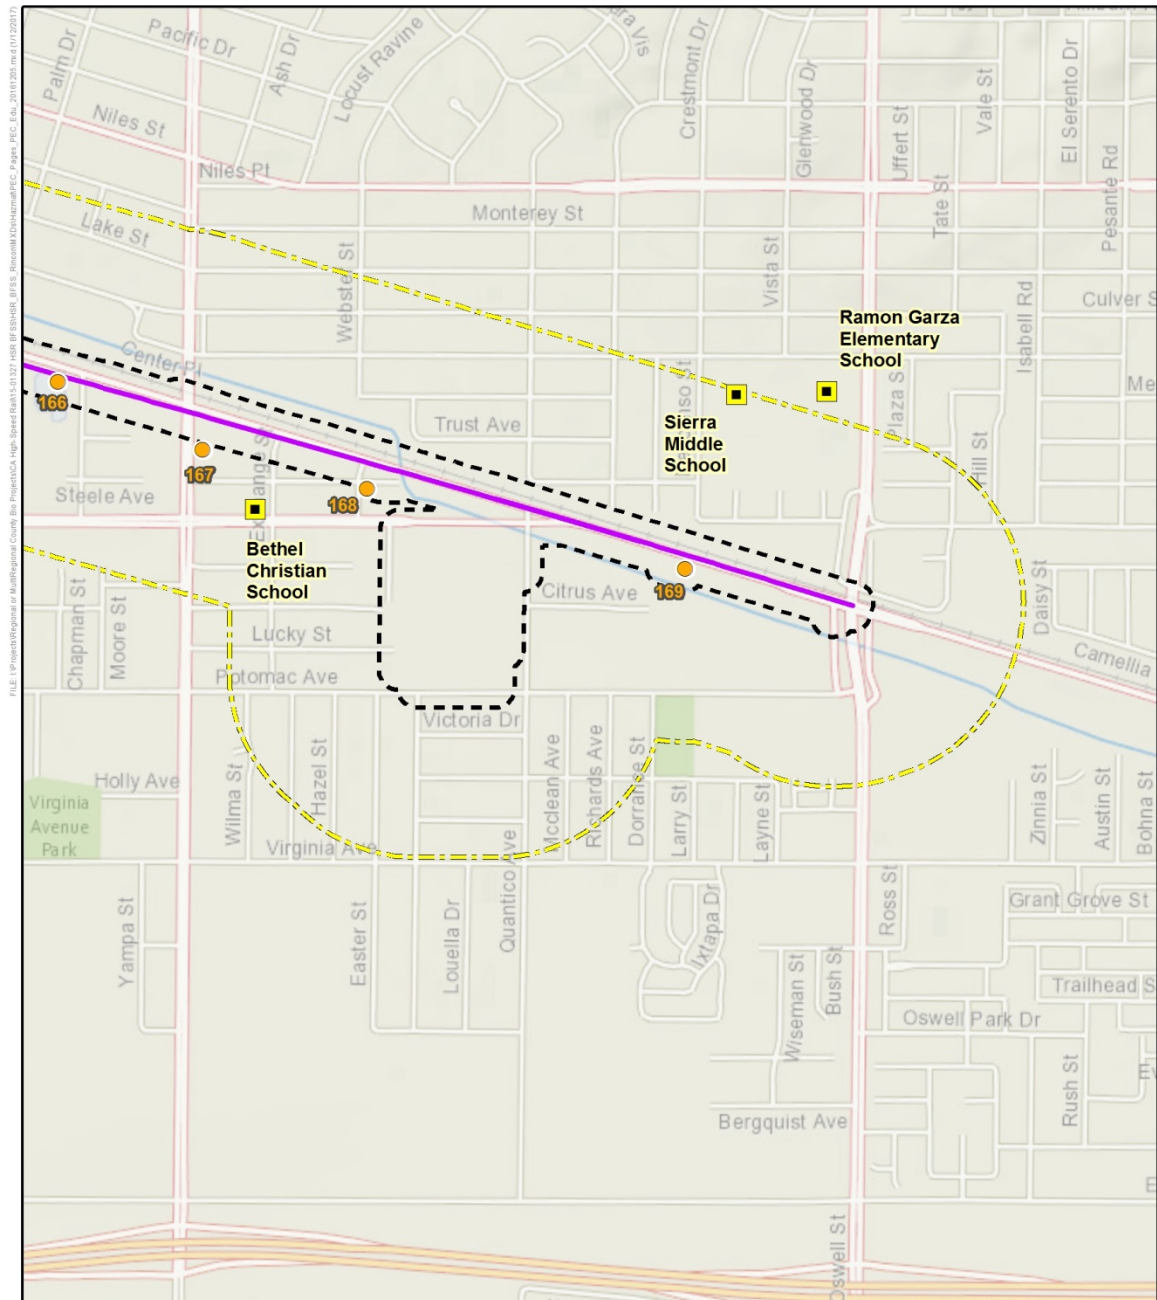 Pacific Dr
Palm Dr
Ash Dr
Locust Ravine
Crestmont Dr
Glenwood Dr
Uffert St
Vale St
El Serento Dr
Pesante Rd
Niles St
Niles Pt
Monterey St
Tate St
Lake St
Webster St
Vista St
Isabell Rd
Culver S
Ramon Garza
Elementary
School
Center Pl
166
Trust Ave
Sierra
Middle
School
Plaza S
Me
167
Hill St
Steele Ave
168
Bethel
Christian
School
169
Citrus Ave
Chapman St
Moore St
Lucky St
Daisy St
Camellia
Potomac Ave
Victoria Dr
Holly Ave
Wilma St
Hazel St
Mcclean Ave
Richards Ave
Dorrance St
Larry St
Layne St
Zinnia St
Austin St
Bohna St
Virginia
Avenue
Park
Virginia Ave
Quantico Ave
Yampa St
Easter St
Louella Dr
Ixtapa Dr
Ross St
Grant Grove St
Wiseman St
Bush St
Trailhead S
Oswell Park Dr
Rush St
Bergquist Ave
Oswell St